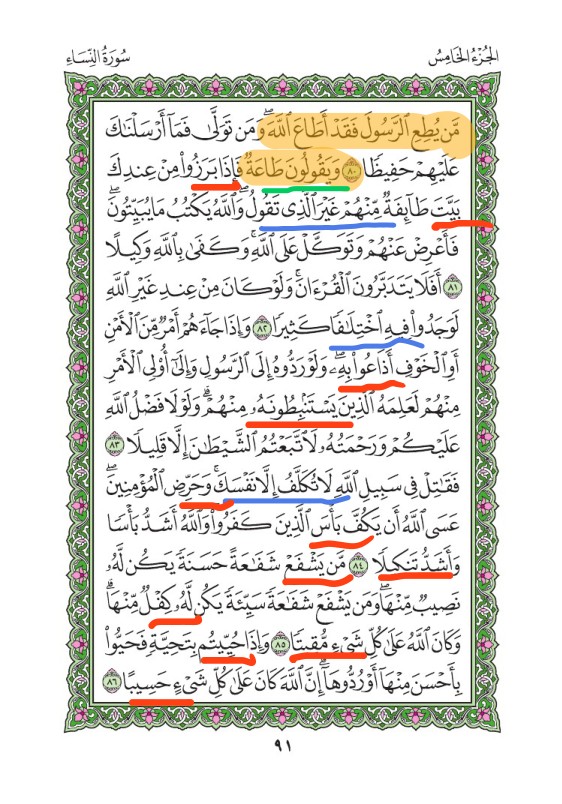 الجُزْءُ الخَامِسُ
سُورَةُ النِّسَاءِ
مَّن يُطِعِ ٱلرَّسُولَ فَقَدْ أَطَاعَ ٱللَّهَۖ وَمَن تَوَلَّىٰ فَمَآ أَرْسَلْنَٰكَ
عَلَيْهِمْ حَفِيظٗا ٨٠ وَيَقُولُونَ طَاعَةٞ فَإِذَا بَرَزُواْ مِنْ عِندِكَ
بَيَّتَ طَآئِفَةٞ مِّنْهُمْ غَيْرَ ٱلَّذِي تَقُولُۖ وَٱللَّهُ يَكْتُبُ مَا يُبَيِّتُونَۖ
فَأَعْرِضْ عَنْهُمْ وَتَوَكَّلْ عَلَى ٱللَّهِۚ وَكَفَىٰ بِٱللَّهِ وَكِيلًا
٨١ أَفَلَا يَتَدَبَّرُونَ ٱلْقُرْءَانَۚ وَلَوْ كَانَ مِنْ عِندِ غَيْرِ ٱللَّهِ
لَوَجَدُواْ فِيهِ ٱخْتِلَٰفٗا كَثِيرٗا ٨٢ وَإِذَا جَآءَهُمْ أَمْرٞ مِّنَ ٱلْأَمْنِ
أَوِ ٱلْخَوْفِ أَذَاعُواْ بِهِۦۖ وَلَوْ رَدُّوهُ إِلَى ٱلرَّسُولِ وَإِلَىٰٓ أُوْلِي ٱلْأَمْرِ
مِنْهُمْ لَعَلِمَهُ ٱلَّذِينَ يَسْتَنۢبِطُونَهُۥ مِنْهُمْۗ وَلَوْلَا فَضْلُ ٱللَّهِ
عَلَيْكُمْ وَرَحْمَتُهُۥ لَٱتَّبَعْتُمُ ٱلشَّيْطَٰنَ إِلَّا قَلِيلٗا ٨٣
فَقَٰتِلْ فِي سَبِيلِ ٱللَّهِ لَا تُكَلَّفُ إِلَّا نَفْسَكَۚ وَحَرِّضِ ٱلْمُؤْمِنِينَۖ
عَسَى ٱللَّهُ أَن يَكُفَّ بَأْسَ ٱلَّذِينَ كَفَرُواْۚ وَٱللَّهُ أَشَدُّ بَأْسٗا
وَأَشَدُّ تَنكِيلٗا ٨٤ مَّن يَشْفَعْ شَفَٰعَةً حَسَنَةٗ يَكُن لَّهُۥ
نَصِيبٞ مِّنْهَاۖ وَمَن يَشْفَعْ شَفَٰعَةٗ سَيِّئَةٗ يَكُن لَّهُۥ كِفْلٞ مِّنْهَاۗ
وَكَانَ ٱللَّهُ عَلَىٰ كُلِّ شَيْءٖ مُّقِيتٗا ٨٥ وَإِذَا حُيِّيتُم بِتَحِيَّةٖ فَحَيُّواْ
بِأَحْسَنَ مِنْهَآ أَوْ رُدُّوهَآۗ إِنَّ ٱللَّهَ كَانَ عَلَىٰ كُلِّ شَيْءٍ حَسِيبًا ٨٦
٩١